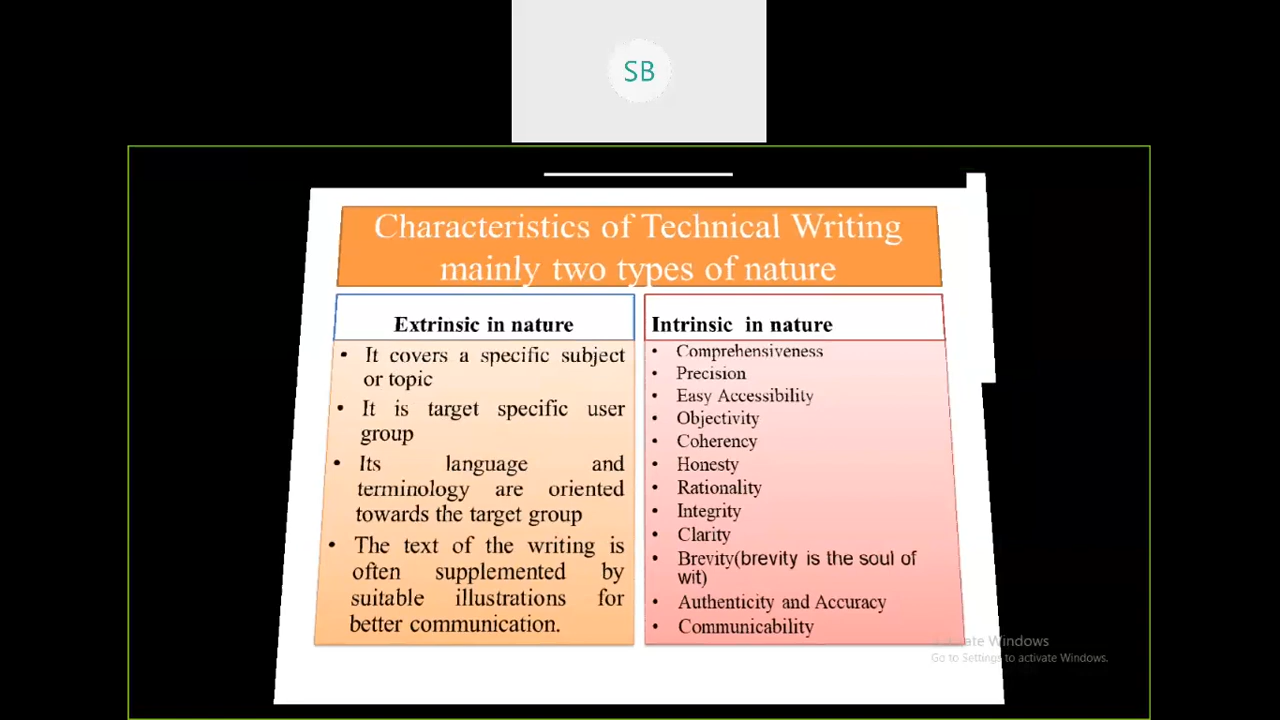 SB
Characteristics of Technical Writing
mainly two types of nature
Extrinsic in nature
• It covers a specific subject
or topic
• It is target specific user
group
• Its language and
terminology are oriented
towards the target group
• The text of the writing is
often supplemented by
suitable illustrations for
better communication.
Intrinsic in nature
• Comprehensiveness
• Precision
• Easy Accessibility
• Objectivity
• Coherency
• Honesty
• Rationality
• Integrity
• Clarity
• Brevity(brevity is the soul of
wit)
• Authenticity and Accuracy
• Communicability
Activate Windows
Go to Settings to activate Windows.